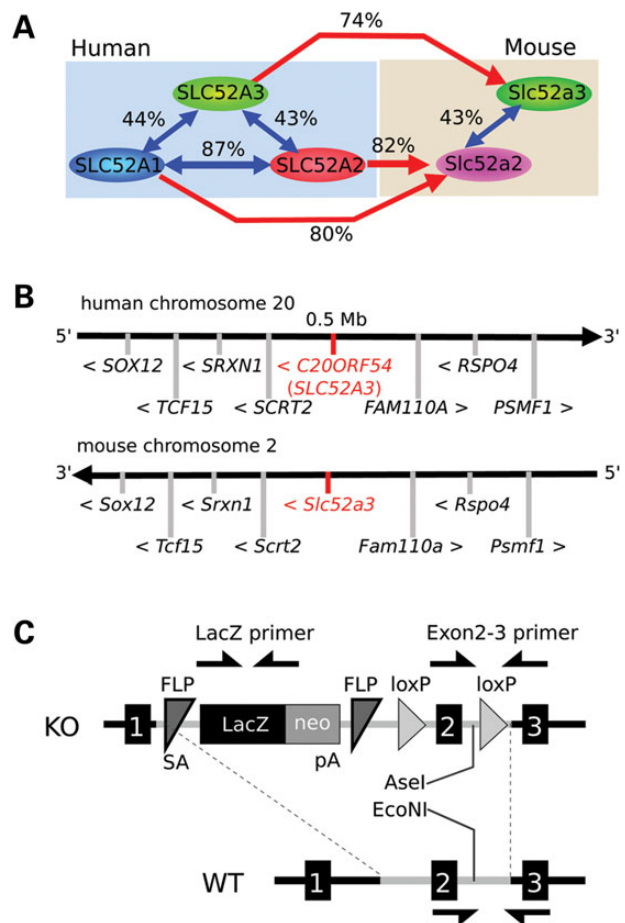 A
74%
Human
Mouse
SLC52A3
Slc52a3
44%
43%
43%
87%
82%
SLC52A1
SLC52A2
Slc52a2
80%
B
human chromosome 20
0.5 Mb
5'
3'
< SOX12
< SRXN1
< C20ORF54
< RSPO4
(SLC52A3)
< TCF15
< SCRT2
FAM110A >
PSMF1 >
mouse chromosome 2
3'
5'
< Sox12
< Srxn1
< Slc52a3
< Rspo4
< Tcf15
< Scrt2
Fam110a >
Psmf1 >
C
LacZ primer
Exon2-3 primer
FLP
FLP
loxP
loxP
KO
1
LacZ
neo
2
3
SA
pA
AseI
EcoNI
WT
1
2
3